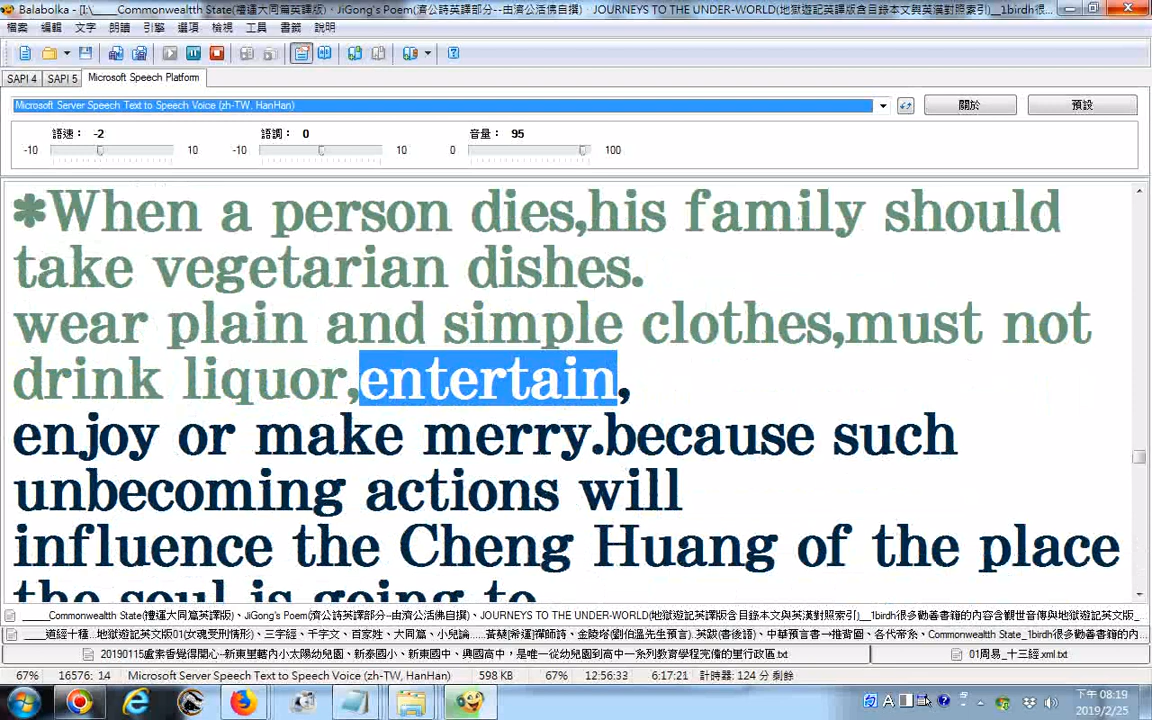 Balabolka - [I:\_____Commonwealtth State(禮運大同篇英譯版)、JiGong's Poem(濟公詩英譯部分--由濟公活佛自撰)、JOURNEYS TO THE UNDER-WORLD(地獄遊記英譯版含目錄本文與英漢對照索引)__1birdh很...
檔案 編輯 文字 朗讀 引擎 選項 檢視 工具 書籤 說明
SAPI 4 SAPI 5 Microsoft Speech Platform
Microsoft Server Speech Text to Speech Voice (zh-TW, HanHan) 關於 預設
語速： -2 語調： 0 音量： 95
-10 10 -10 10 0 100
*When a person dies,his family should
take vegetarian dishes.
wear plain and simple clothes,must not
drink liquor,entertain,
enjoy or make merry.because such
unbecoming actions will
influence the Cheng Huang of the place
the soul is going to
_____Commonwealth State(禮運大同篇英譯版)、JiGong's Poem(濟公詩英譯部分--由濟公活佛自撰)、JOURNEYS TO THE UNDER-WORLD(地獄遊記英譯版含目錄本文與英漢對照索引)__1birdh很多勸善書籍的內容含觀世音傳與地獄遊記英文版_
____道經十種...地獄遊記英文版01(女魂受刑情形)、三字經、千字文、百家姓、大同篇、小兒論......黃蘗[希運]禪師詩、金陵塔(劉伯溫先生預言). 英跋(書後語)、中華預言書一推背圖、各代帝系、Commonwealth State_1birdh很多勸善書籍的內...
20190115盧素香覺得開心--新東里轄內小太陽幼兒園、新泰國小、新東國中、興國高中，是唯一從幼兒園到高中一系列教育學程完備的里行政區.txt 01周易_十三經.xml.txt
67% 16576: 14 Microsoft Server Speech Text to Speech Voice (zh-TW, HanHan) 598 KB 67% 12:56:33 6:17:21 計時器： 124 分 剩餘
下午 08:19
2019/2/25